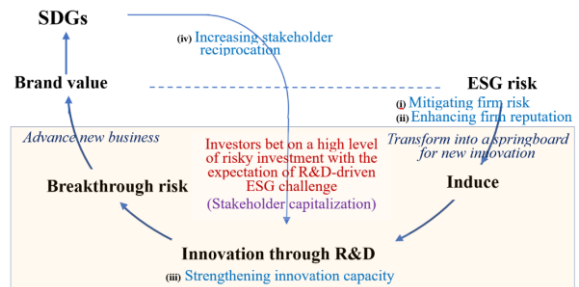 SDGs
(iv) Increasing stakeholder
reciprocation
Brand value
ESG risk
(i) Mitigating firm risk
(ii) Enhancing firm reputation
Advance new business
Investors bet on a high level
of risky investment with the
expectation of R&D-driven
ESG challenge
(Stakeholder capitalization)
Transform into a springboard
for new innovation
Breakthrough risk
Induce
Innovation through R&D
(iii) Strengthening innovation capacity